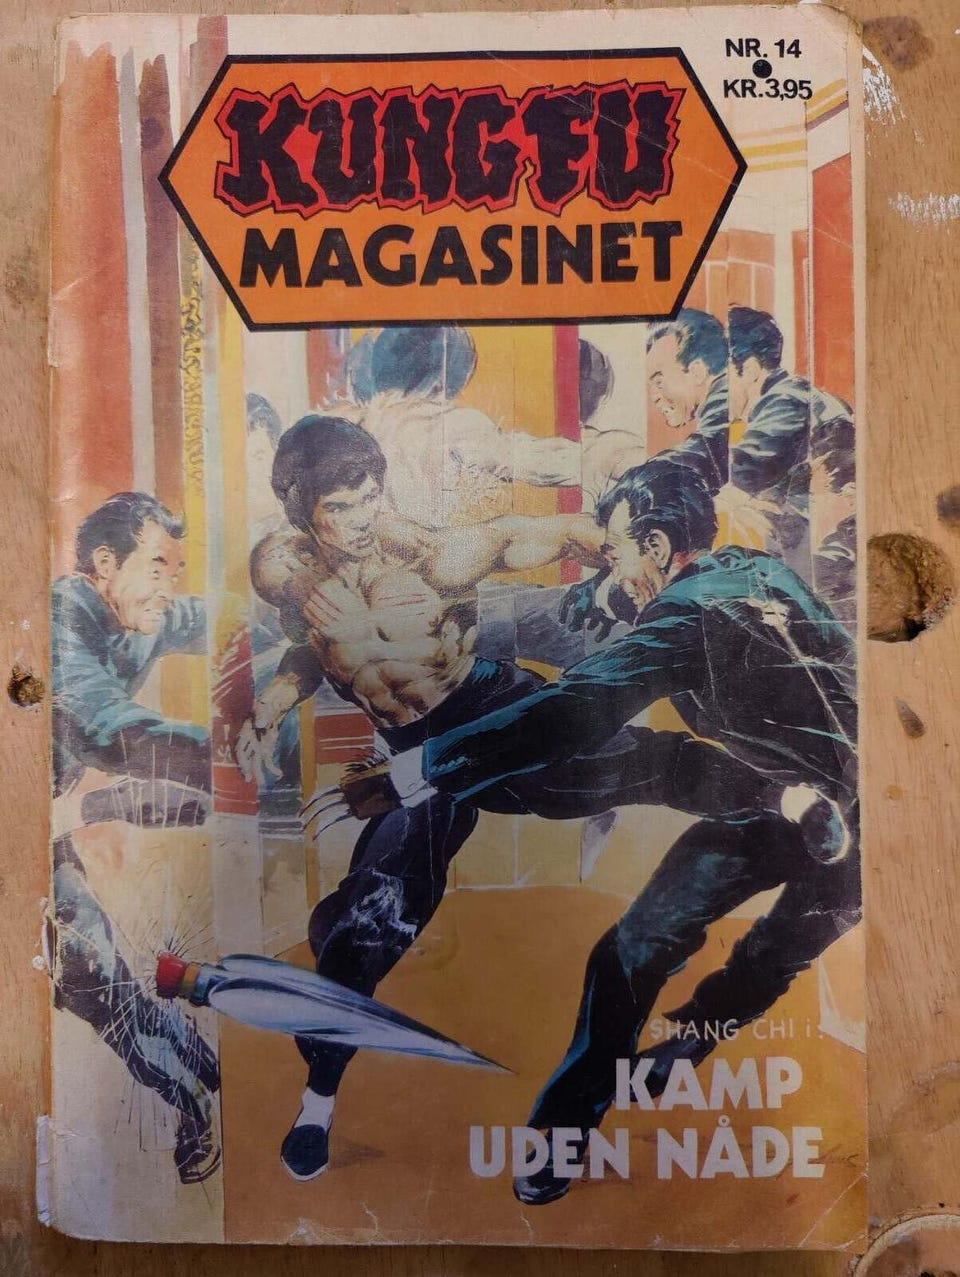 NR. 14
KR.3,95
KUNG FU
MAGASINET
SHANG CHI i:
KAMP
UDEN NÅDE